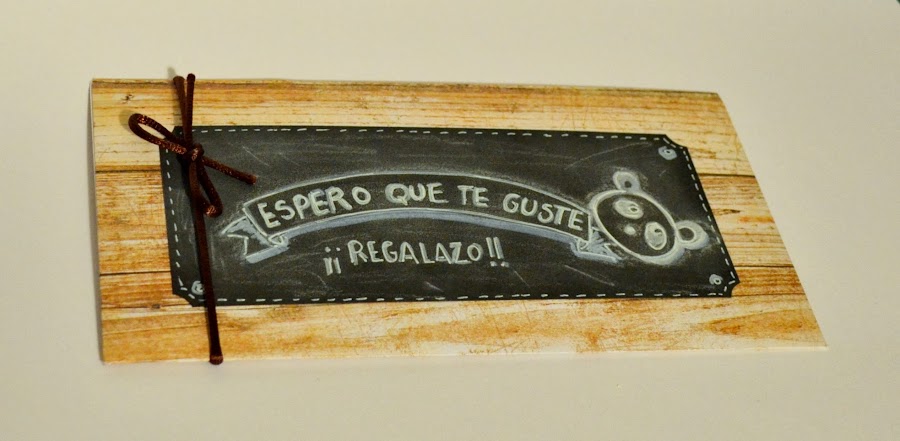 ESPERO QUE TE GUSTE
¡¡REGALAZO!!